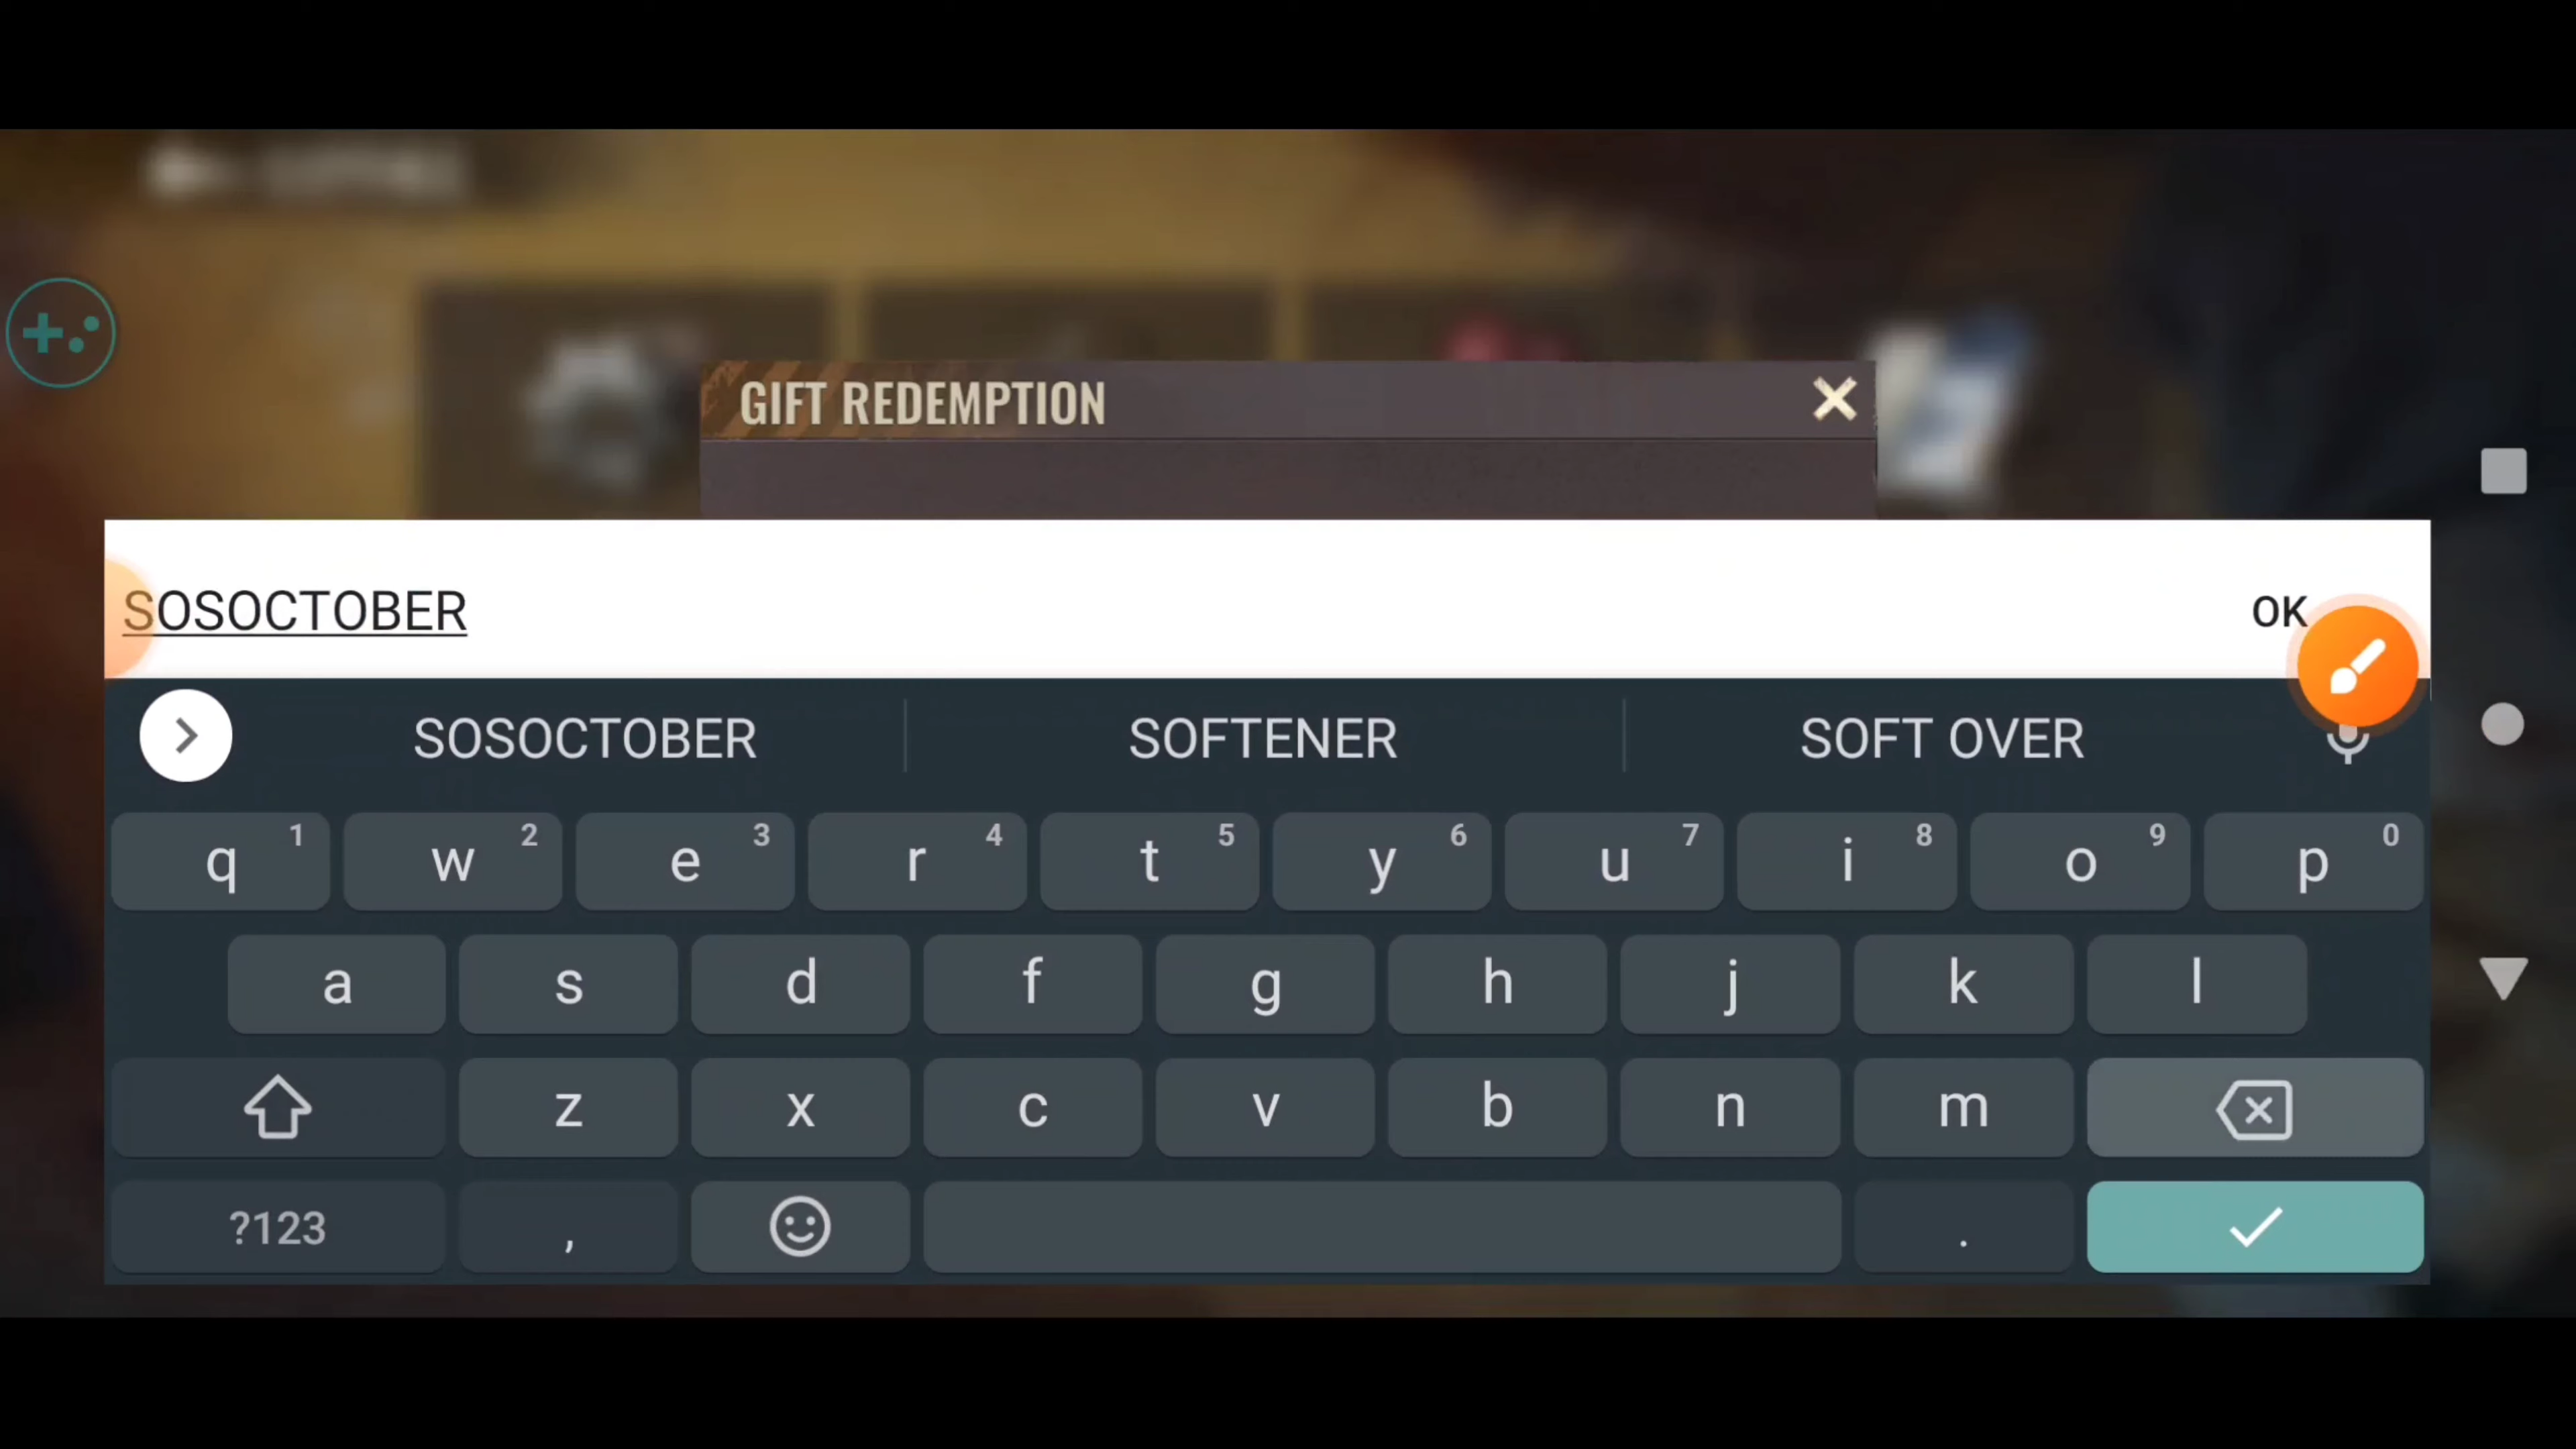 GIFT REDEMPTION
SOSOCTOBER
OK
SOSOCTOBER SOFTENER SOFT OVER
q 1 w 2 e 3 r 4 t 5 y 6 u 7 i 8 o 9 p 0
a s d f g h j k l
z x c v b n m
?123 , .